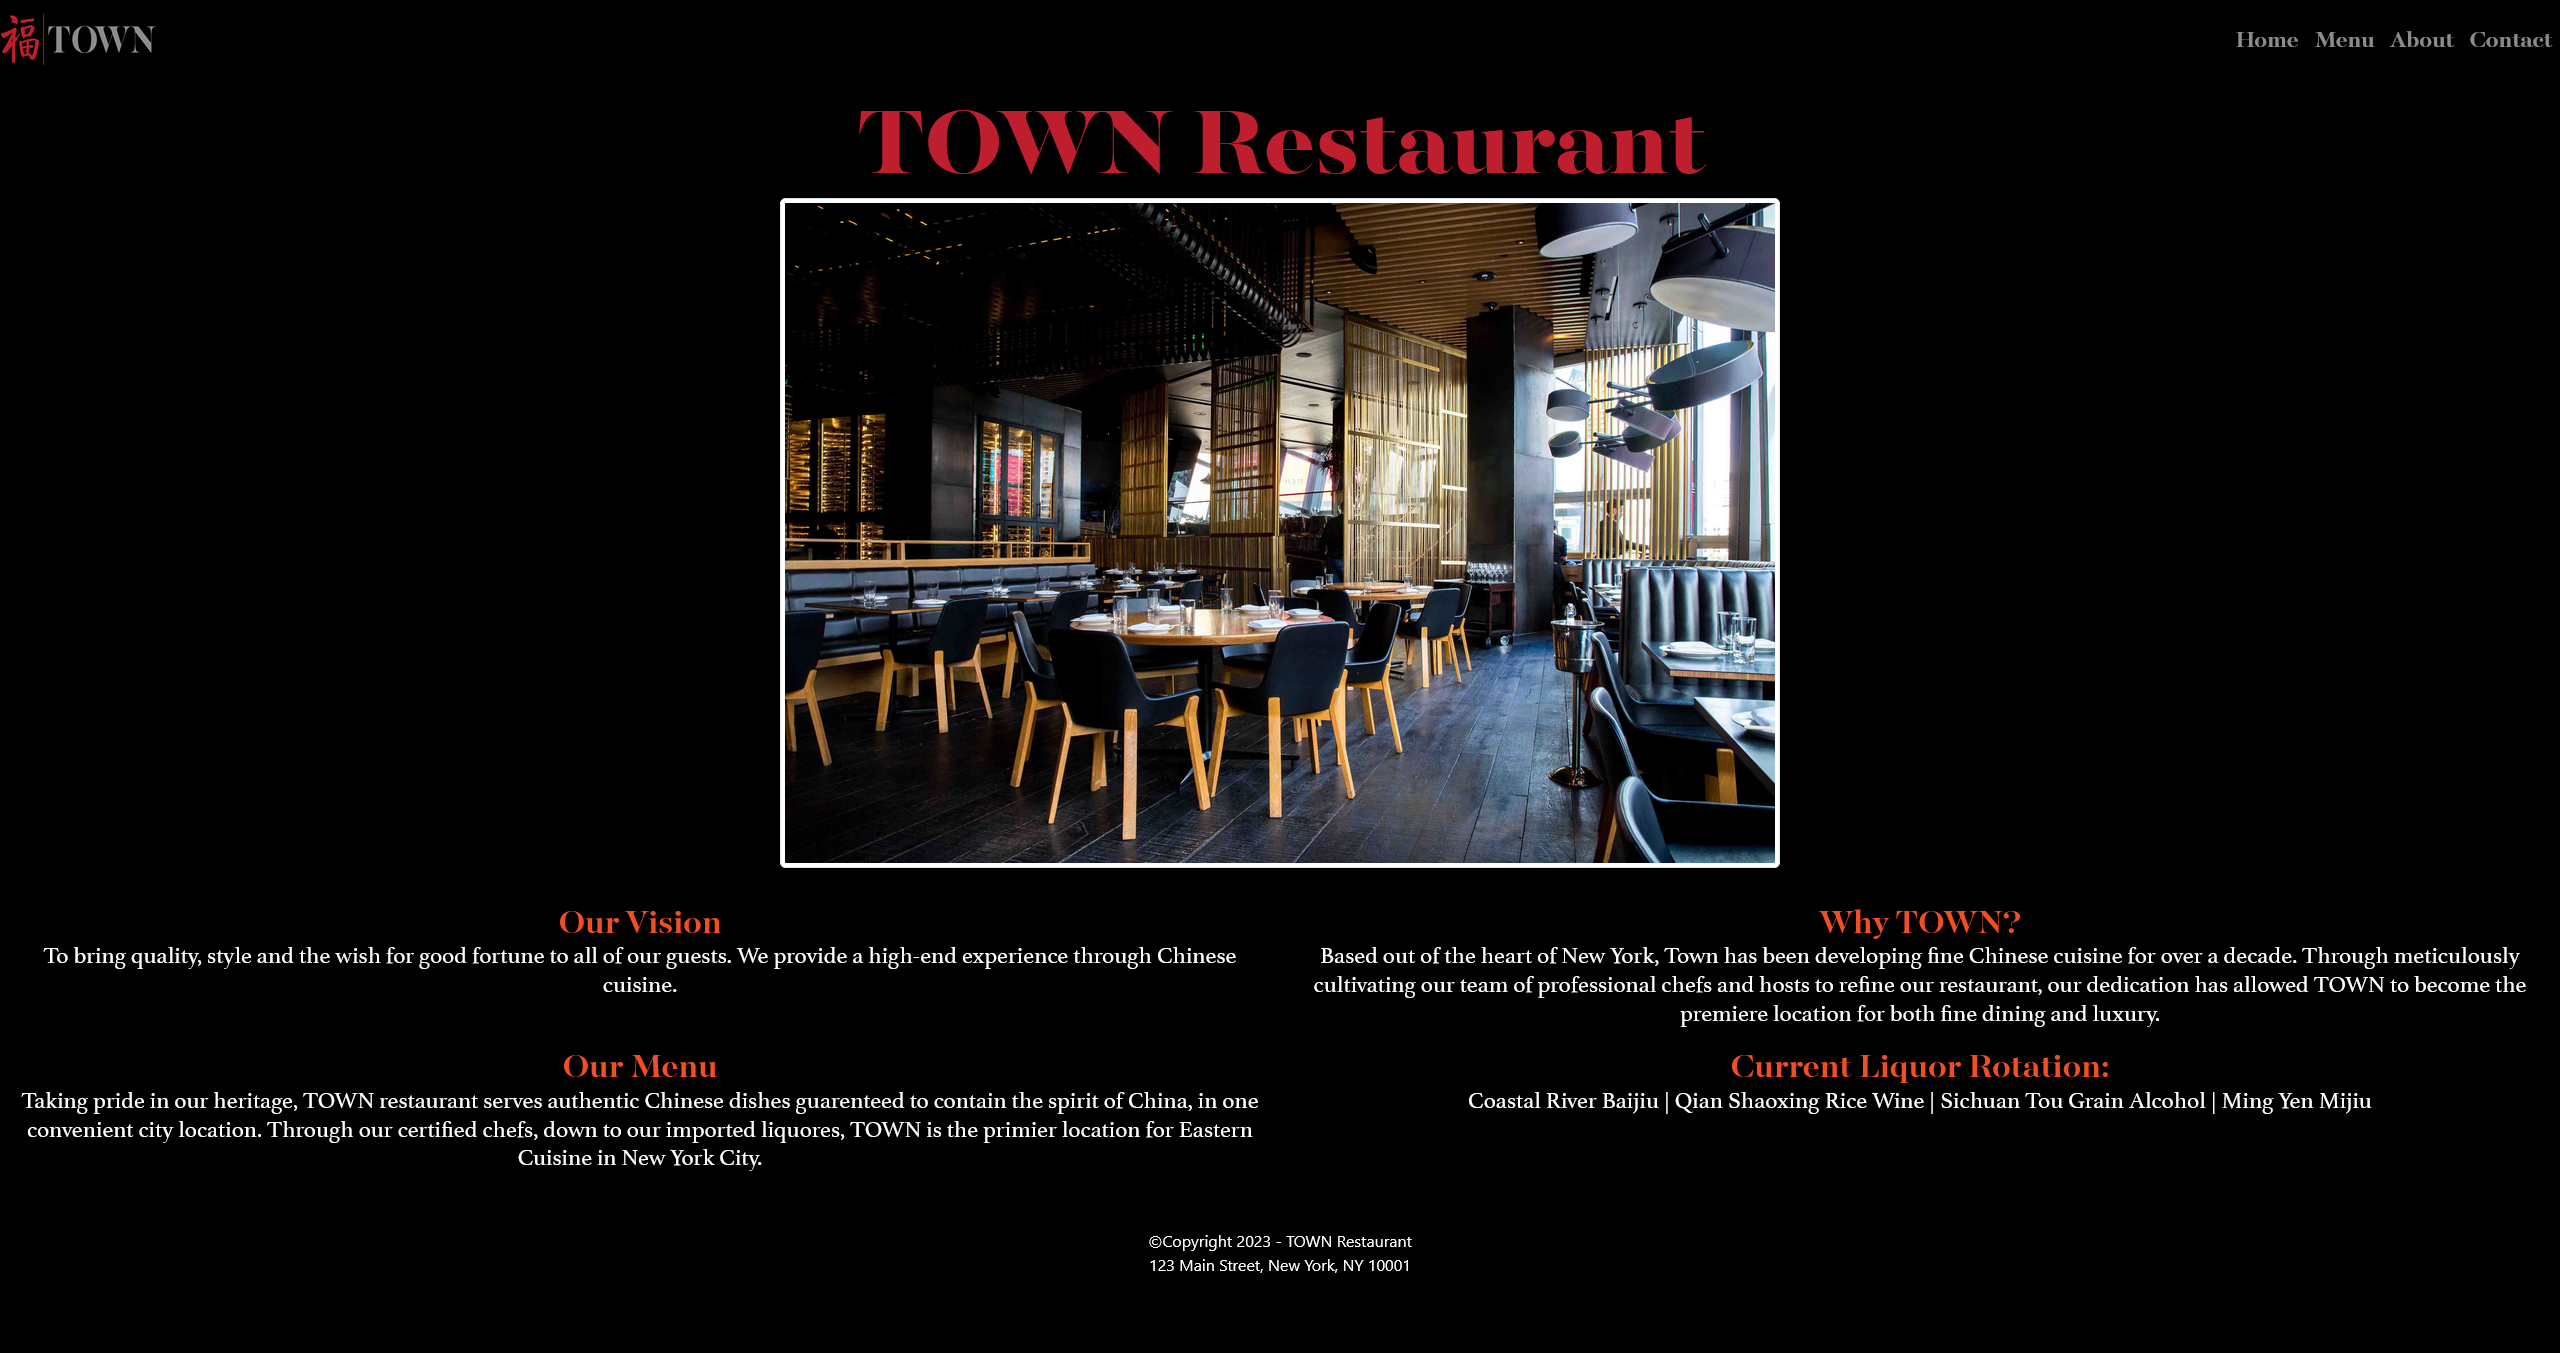 福 TOWN
Home Menu About Contact
TOWN Restaurant
Our Vision
To bring quality, style and the wish for good fortune to all of our guests. We provide a high-end experience through Chinese
cuisine.
Why TOWN?
Based out of the heart of New York, Town has been developing fine Chinese cuisine for over a decade. Through meticulously
cultivating our team of professional chefs and hosts to refine our restaurant, our dedication has allowed TOWN to become the
premiere location for both fine dining and luxury.
Our Menu
Taking pride in our heritage, TOWN restaurant serves authentic Chinese dishes guarenteed to contain the spirit of China, in one
convenient city location. Through our certified chefs, down to our imported liquores, TOWN is the primier location for Eastern
Cuisine in New York City.
Current Liquor Rotation:
Coastal River Baijiu | Qian Shaoxing Rice Wine | Sichuan Tou Grain Alcohol | Ming Yen Mijiu
©Copyright 2023 - TOWN Restaurant
123 Main Street, New York, NY 10001